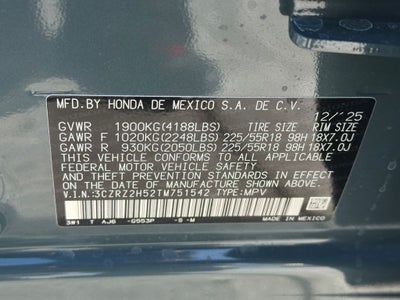 MFD.BY HONDA DE MEXICO S.A. DE C.V. 12/'25
GVWR 1900KG(4188LBS) TIRE SIZE RIM SIZE
GAWR F 1020KG(2248LBS) 225/55R18 98H 18X7.0J
GAWR R 930KG(2050LBS) 225/55R18 98H 18X7.0J
THIS VEHICLE CONFORMS TO ALL APPLICABLE
FEDERAL MOTOR VEHICLE SAFETY
AND THEFT PREVENTION STANDARDS IN EFFECT ON
THE DATE OF MANUFACTURE SHOWN ABOVE.
V.I.N.:3CZRZ2H52TM751542 TYPE:MPV
MADE IN MEXICO